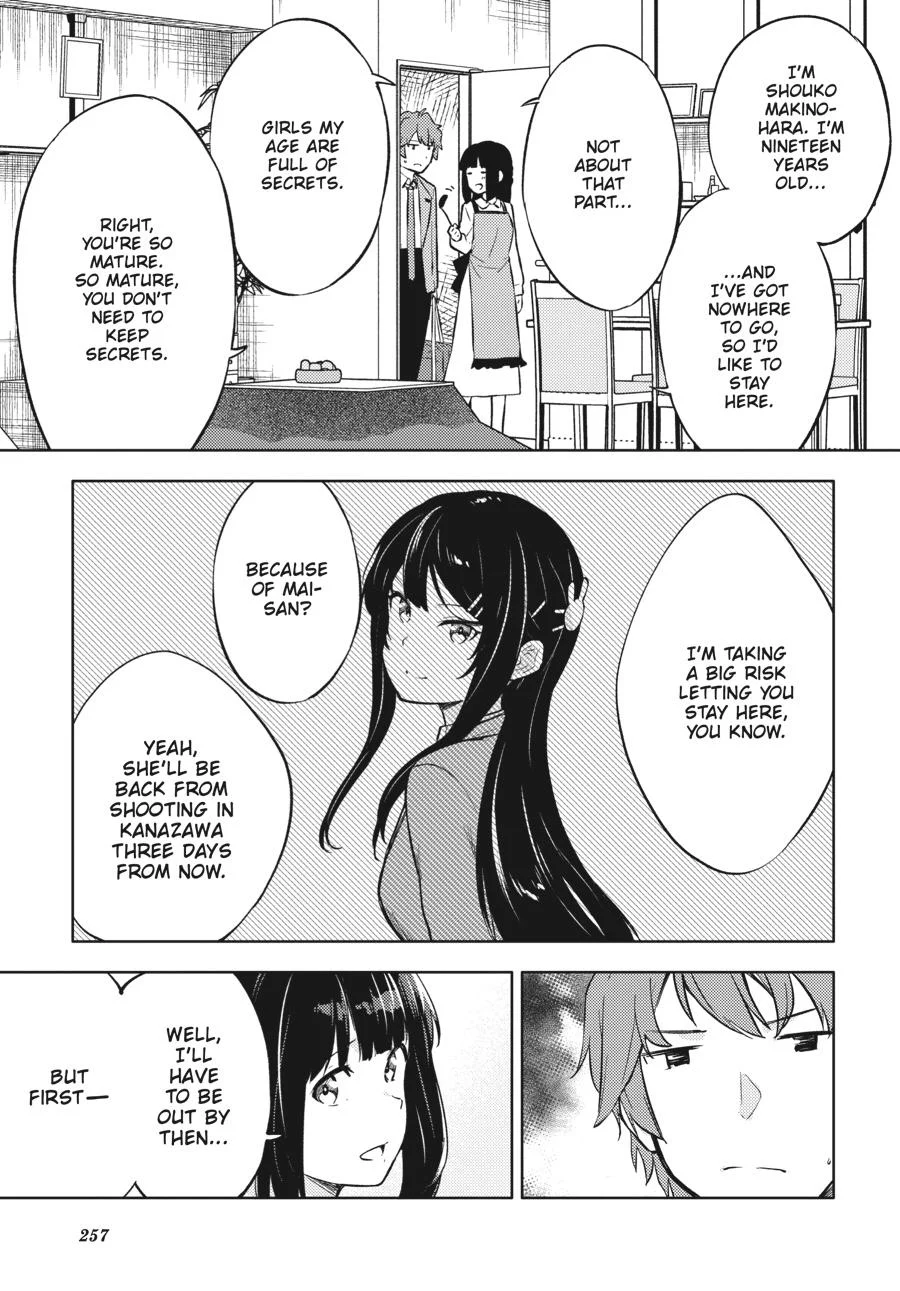 I'M
SHOUKO
MAKINO-
HARA. I'M
NINETEEN
YEARS
OLD...
...AND
I'VE GOT
NOWHERE
TO GO,
SO I'D
LIKE TO
STAY
HERE.
NOT
ABOUT
THAT
PART...
GIRLS MY
AGE ARE
FULL OF
SECRETS.
RIGHT,
YOU'RE SO
MATURE.
SO MATURE,
YOU DON'T
NEED TO
KEEP
SECRETS.
I'M TAKING
A BIG RISK
LETTING YOU
STAY HERE,
YOU KNOW.
BECAUSE
OF MAI-
SAN?
YEAH,
SHE'LL BE
BACK FROM
SHOOTING IN
KANAZAWA
THREE DAYS
FROM NOW.
WELL,
I'LL
HAVE
TO BE
OUT BY
THEN...
BUT
FIRST—
257